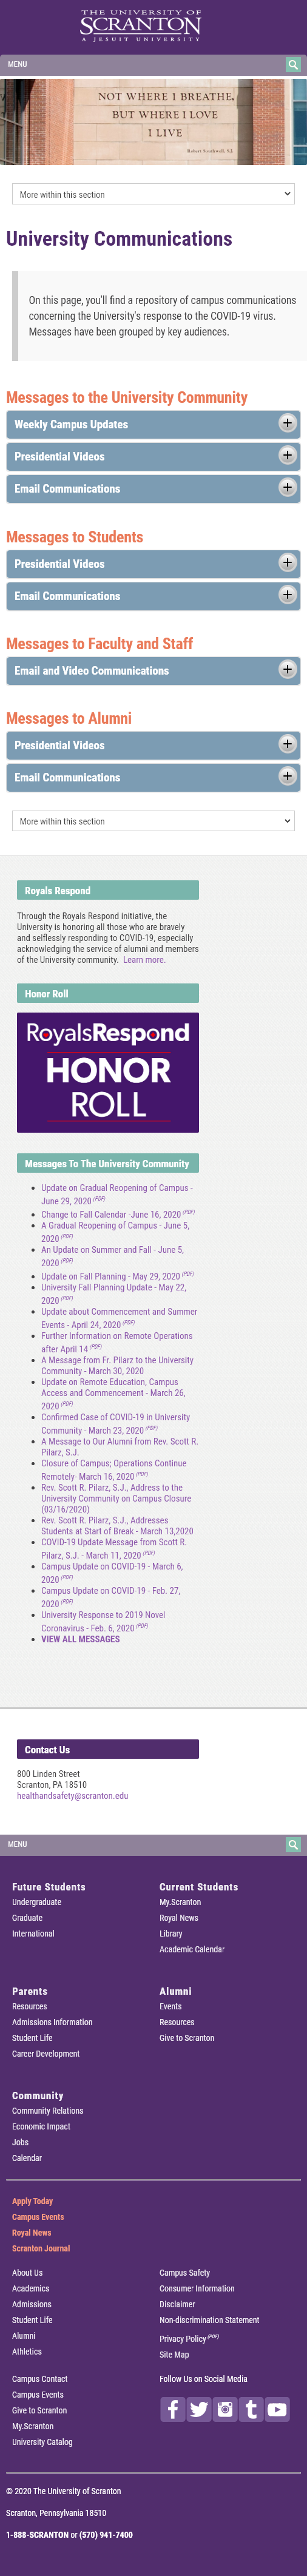 THE UNIVERSITY OF
SCRANTON
A JESUIT UNIVERSITY
MENU
NOT WHERE I BREATHE,
BUT WHERE I LOVE
I LIVE
Robert Southwell, S.J.
More within this section
University Communications
On this page, you'll find a repository of campus communications
concerning the University's response to the COVID-19 virus.
Messages have been grouped by key audiences.
Messages to the University Community
Weekly Campus Updates
Presidential Videos
Email Communications
Messages to Students
Presidential Videos
Email Communications
Messages to Faculty and Staff
Email and Video Communications
Messages to Alumni
Presidential Videos
Email Communications
More within this section
Royals Respond
Through the Royals Respond initiative, the
University is honoring all those who are bravely
and selflessly responding to COVID-19, especially
acknowledging the service of alumni and members
of the University community. Learn more.
Honor Roll
RoyalsRespond
HONOR
ROLL
Messages To The University Community
Update on Gradual Reopening of Campus -
June 29, 2020 (PDF)
Change to Fall Calendar -June 16, 2020 (PDF)
A Gradual Reopening of Campus - June 5,
2020 (PDF)
An Update on Summer and Fall - June 5,
2020 (PDF)
Update on Fall Planning - May 29, 2020 (PDF)
University Fall Planning Update - May 22,
2020 (PDF)
Update about Commencement and Summer
Events - April 24, 2020 (PDF)
Further Information on Remote Operations
after April 14 (PDF)
A Message from Fr. Pilarz to the University
Community - March 30, 2020
Update on Remote Education, Campus
Access and Commencement - March 26,
2020 (PDF)
Confirmed Case of COVID-19 in University
Community - March 23, 2020 (PDF)
A Message to Our Alumni from Rev. Scott R.
Pilarz, S.J.
Closure of Campus; Operations Continue
Remotely- March 16, 2020 (PDF)
Rev. Scott R. Pilarz, S.J., Address to the
University Community on Campus Closure
(03/16/2020)
Rev. Scott R. Pilarz, S.J., Addresses
Students at Start of Break - March 13,2020
COVID-19 Update Message from Scott R.
Pilarz, S.J. - March 11, 2020 (PDF)
Campus Update on COVID-19 - March 6,
2020 (PDF)
Campus Update on COVID-19 - Feb. 27,
2020 (PDF)
University Response to 2019 Novel
Coronavirus - Feb. 6, 2020 (PDF)
VIEW ALL MESSAGES
Contact Us
800 Linden Street
Scranton, PA 18510
healthandsafety@scranton.edu
MENU
Future Students
Undergraduate
Graduate
International
Current Students
My.Scranton
Royal News
Library
Academic Calendar
Parents
Resources
Admissions Information
Student Life
Career Development
Alumni
Events
Resources
Give to Scranton
Community
Community Relations
Economic Impact
Jobs
Calendar
Apply Today
Campus Events
Royal News
Scranton Journal
About Us
Academics
Admissions
Student Life
Alumni
Athletics
Campus Safety
Consumer Information
Disclaimer
Non-discrimination Statement
Privacy Policy (PDF)
Site Map
Campus Contact
Campus Events
Give to Scranton
My.Scranton
University Catalog
Follow Us on Social Media
© 2020 The University of Scranton
Scranton, Pennsylvania 18510
1-888-SCRANTON or (570) 941-7400